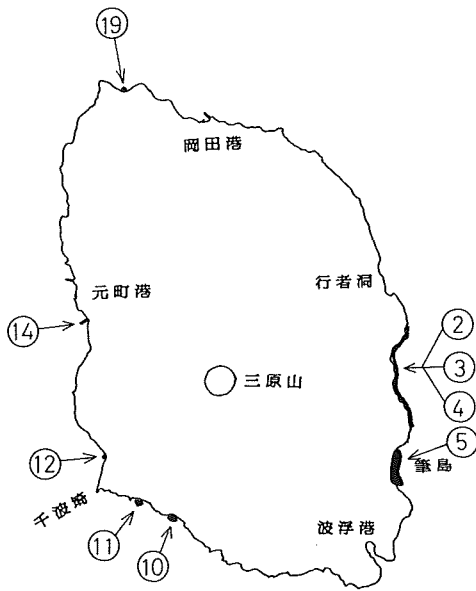 ⑲
岡田港
行者洞
元町港
②
⑭
③
三原山
④
⑤
⑫
筆島
千波崎
波浮港
⑪
⑩